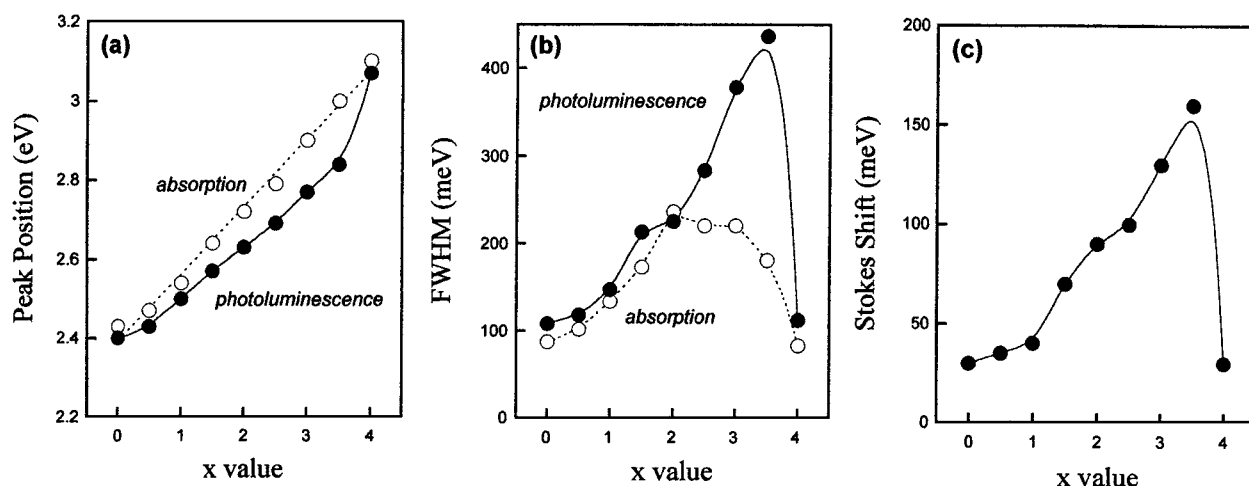 (a)
Peak Position (eV)
3
2.8
2.6
2.4
2.2
absorption
photoluminescence
0 1 2 3 4
x value
(b)
FWHM (meV)
400
300
200
100
0
photoluminescence
absorption
0 1 2 3 4
x value
(c)
Stokes Shift (meV)
200
150
100
50
0
0 1 2 3 4
x value